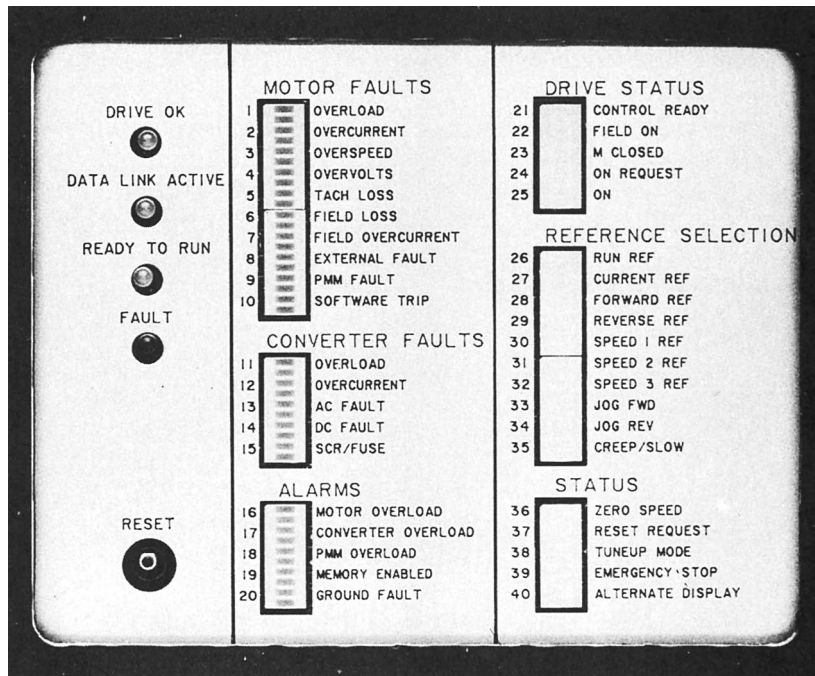 DRIVE OK
DATA LINK ACTIVE
READY TO RUN
FAULT
RESET
MOTOR FAULTS
1 OVERLOAD
2 OVERCURRENT
3 OVERSPEED
4 OVERVOLTS
5 TACH LOSS
6 FIELD LOSS
7 FIELD OVERCURRENT
8 EXTERNAL FAULT
9 PMM FAULT
10 SOFTWARE TRIP
CONVERTER FAULTS
11 OVERLOAD
12 OVERCURRENT
13 AC FAULT
14 DC FAULT
15 SCR/FUSE
ALARMS
16 MOTOR OVERLOAD
17 CONVERTER OVERLOAD
18 PMM OVERLOAD
19 MEMORY ENABLED
20 GROUND FAULT
DRIVE STATUS
21 CONTROL READY
22 FIELD ON
23 M CLOSED
24 ON REQUEST
25 ON
REFERENCE SELECTION
26 RUN REF
27 CURRENT REF
28 FORWARD REF
29 REVERSE REF
30 SPEED 1 REF
31 SPEED 2 REF
32 SPEED 3 REF
33 JOG FWD
34 JOG REV
35 CREEP/SLOW
STATUS
36 ZERO SPEED
37 RESET REQUEST
38 TUNEUP MODE
39 EMERGENCY STOP
40 ALTERNATE DISPLAY